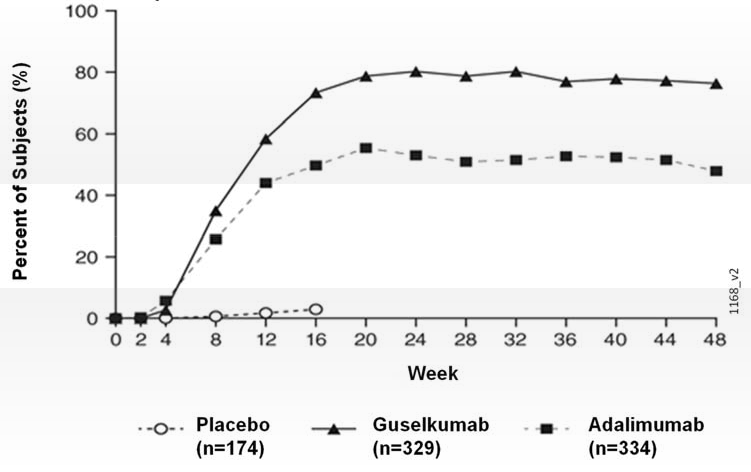 100
80
60
40
20
0
Percent of Subjects (%)
0 2 4 8 12 16 20 24 28 32 36 40 44 48
Week
1168_v2
Placebo Guselkumab Adalimumab
(n=174) (n=329) (n=334)